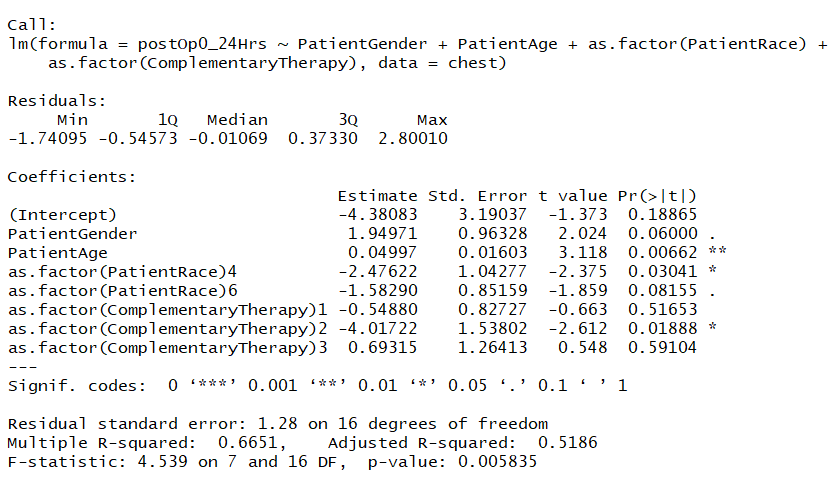 Call:
lm(formula = postOp0_24Hrs ~ PatientGender + PatientAge + as.factor(PatientRace) +
    as.factor(ComplementaryTherapy), data = chest)

Residuals:
     Min       1Q   Median       3Q      Max
-1.74095 -0.54573 -0.01069  0.37330  2.80010

Coefficients:
                                 Estimate Std. Error t value Pr(>|t|)
(Intercept)                      -4.38083    3.19037  -1.373  0.18865
PatientGender                     1.94971    0.96328   2.024  0.06000 .
PatientAge                        0.04997    0.01603   3.118  0.00662 **
as.factor(PatientRace)4          -2.47622    1.04277  -2.375  0.03041 *
as.factor(PatientRace)6          -1.58290    0.85159  -1.859  0.08155 .
as.factor(ComplementaryTherapy)1 -0.54880    0.82727  -0.663  0.51653
as.factor(ComplementaryTherapy)2 -4.01722    1.53802  -2.612  0.01888 *
as.factor(ComplementaryTherapy)3  0.69315    1.26413   0.548  0.59104
---
Signif. codes:  0 ‘***’ 0.001 ‘**’ 0.01 ‘*’ 0.05 ‘.’ 0.1 ‘ ’ 1

Residual standard error: 1.28 on 16 degrees of freedom
Multiple R-squared:  0.6651,    Adjusted R-squared:  0.5186
F-statistic: 4.539 on 7 and 16 DF,  p-value: 0.005835